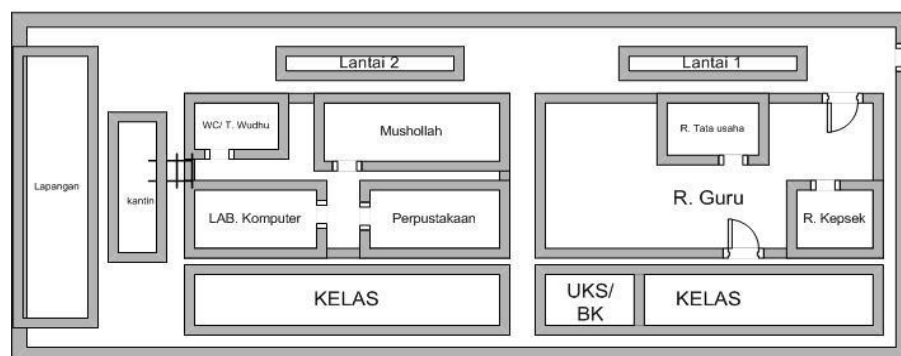 Lantai 2
Lantai 1
WC/ T. Wudhu
Mushollah
R. Tata usaha
Lapangan
kantin
LAB. Komputer
Perpustakaan
R. Guru
R. Kepsek
KELAS
UKS/
BK
KELAS